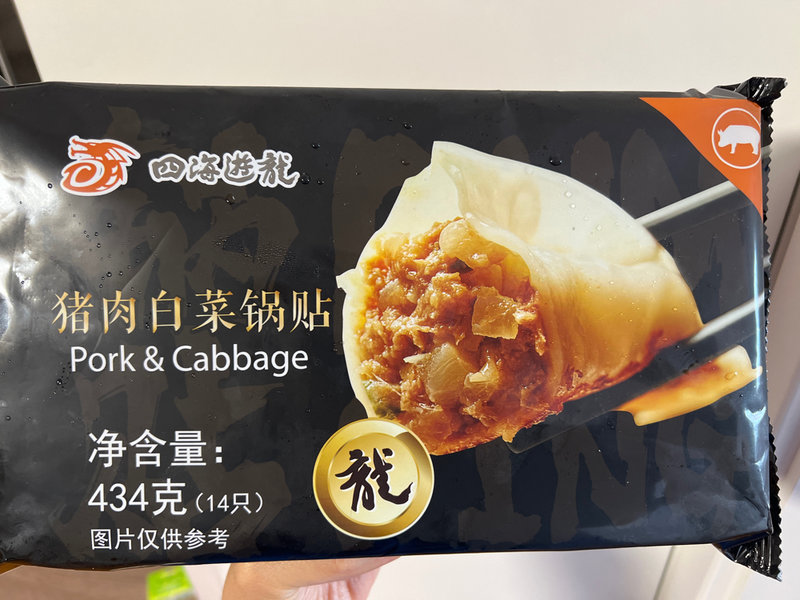 四海遊龍
猪肉白菜锅贴
Pork & Cabbage
净含量：
434克（14只）
图片仅供参考
龍